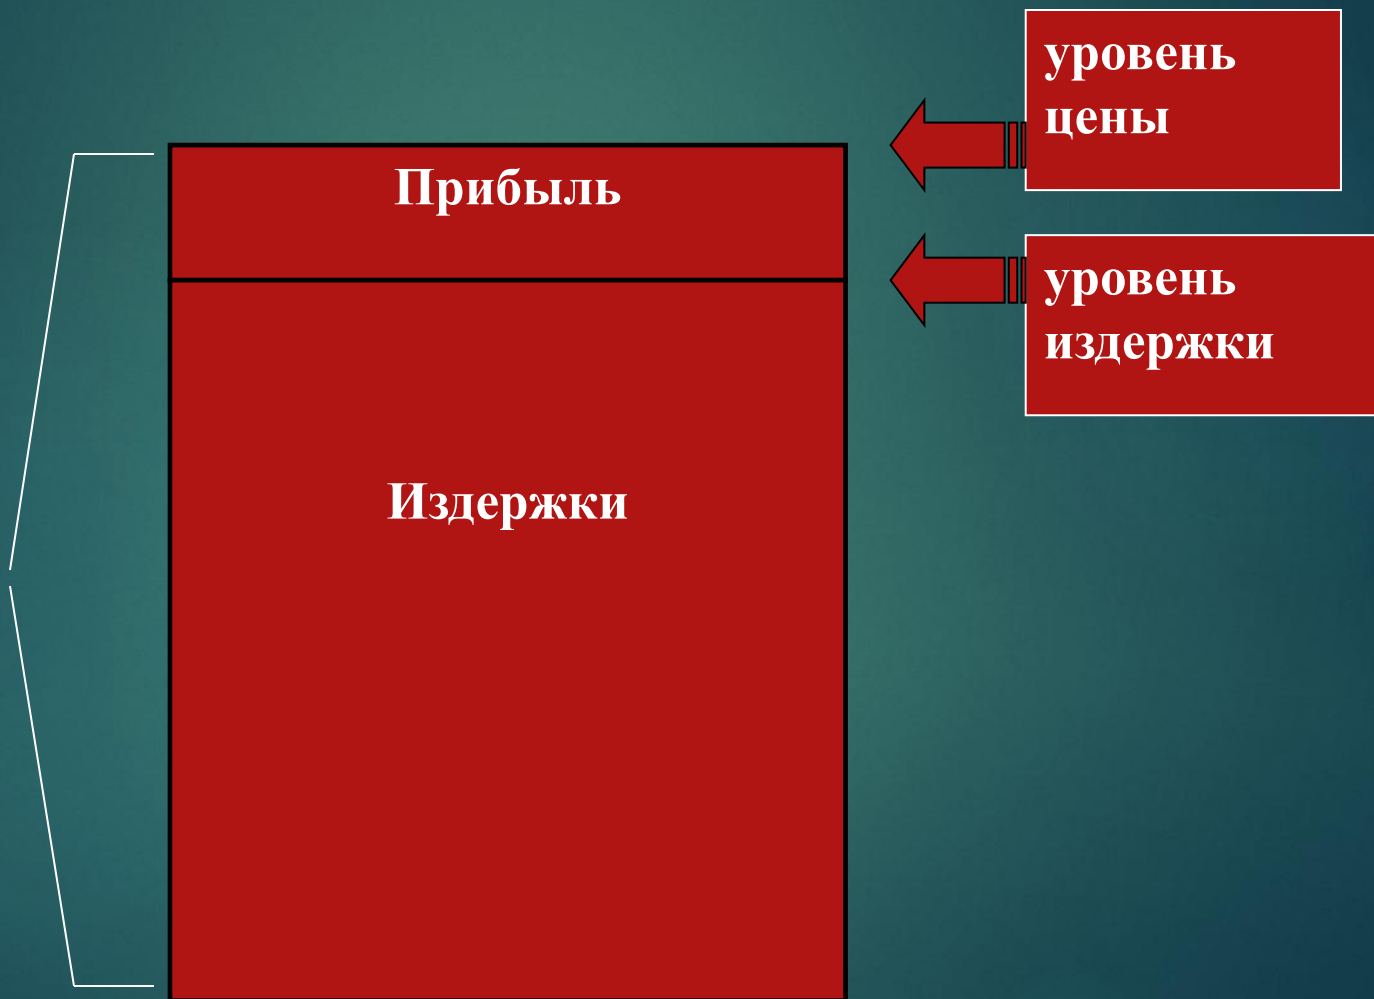 уровень
цены
Прибыль
уровень
издержки
Издержки